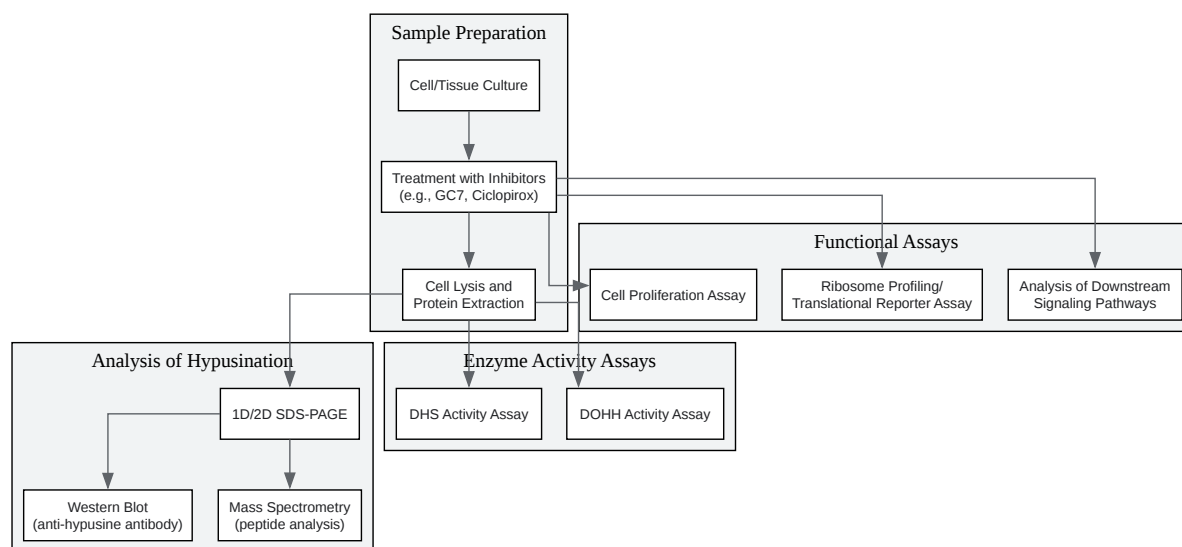 Sample Preparation
Cell/Tissue Culture
Treatment with Inhibitors
(e.g., GC7, Ciclopirox)
Cell Lysis and
Protein Extraction
Functional Assays
Cell Proliferation Assay
Ribosome Profiling/
Translational Reporter Assay
Analysis of Downstream
Signaling Pathways
Analysis of Hypusination
1D/2D SDS-PAGE
Western Blot
(anti-hypusine antibody)
Mass Spectrometry
(peptide analysis)
Enzyme Activity Assays
DHS Activity Assay
DOHH Activity Assay